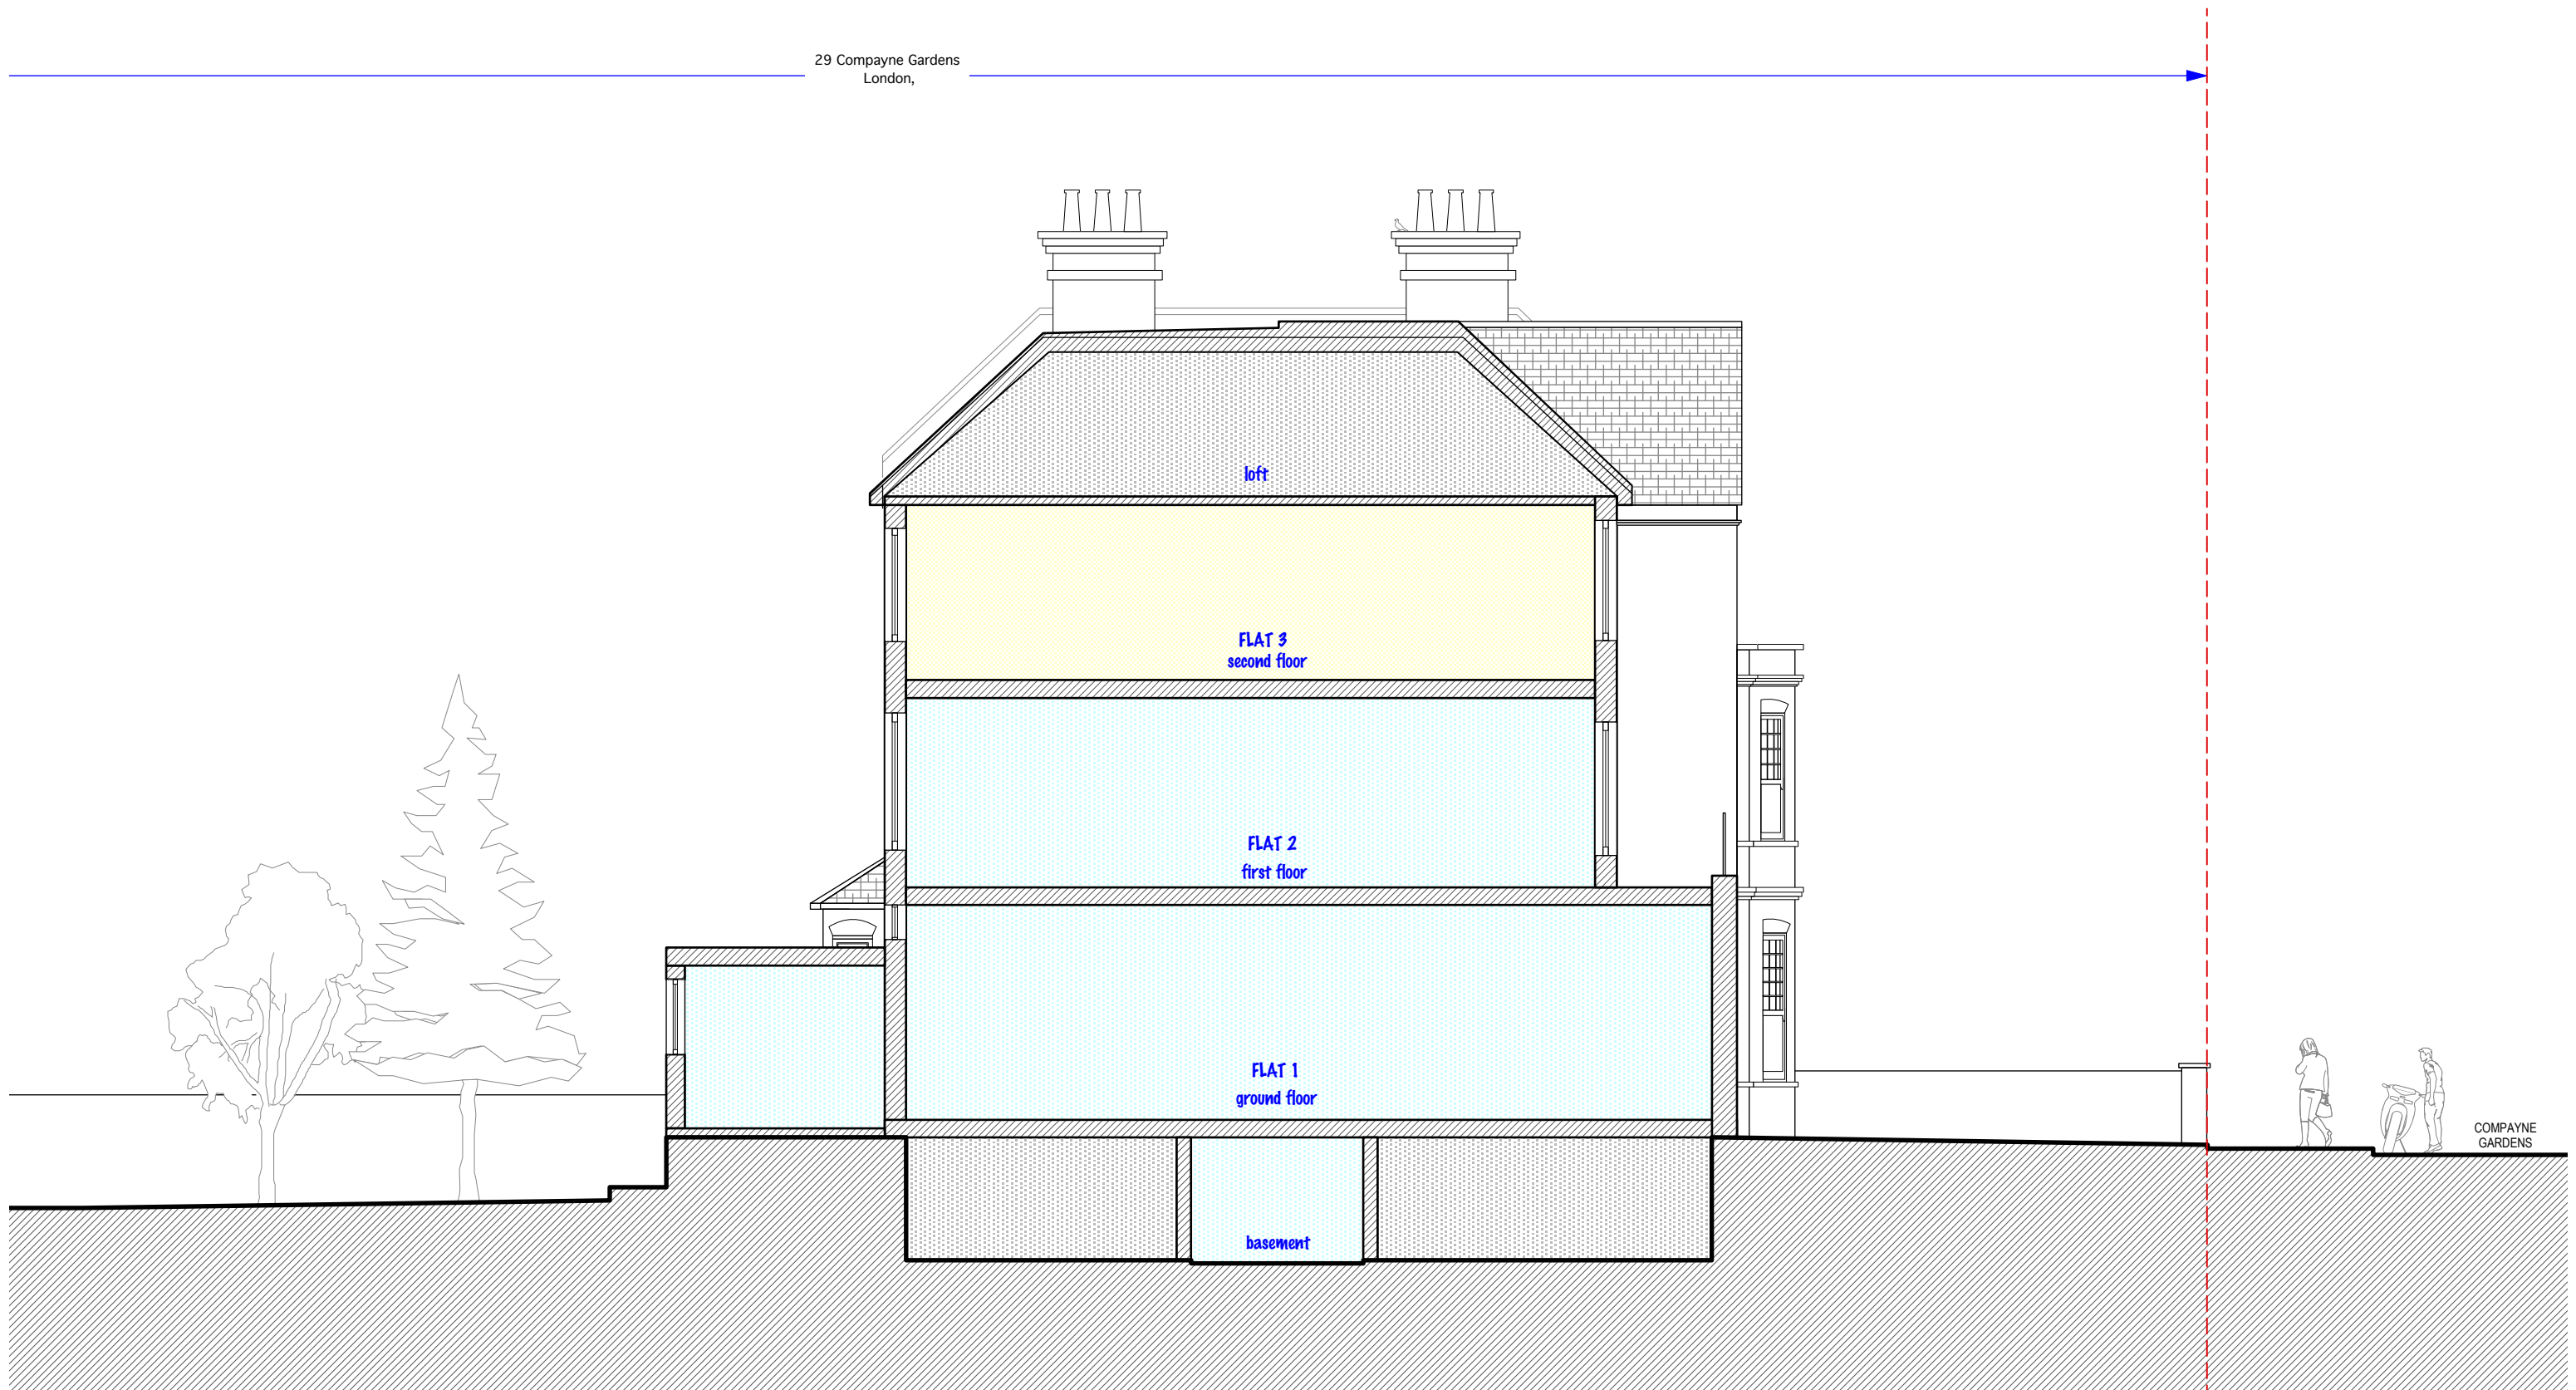 29 Compayne Gardens
London,
loft
FLAT 3
second floor
FLAT 2
first floor
FLAT 1
ground floor
COMPAYNE
GARDENS
basement